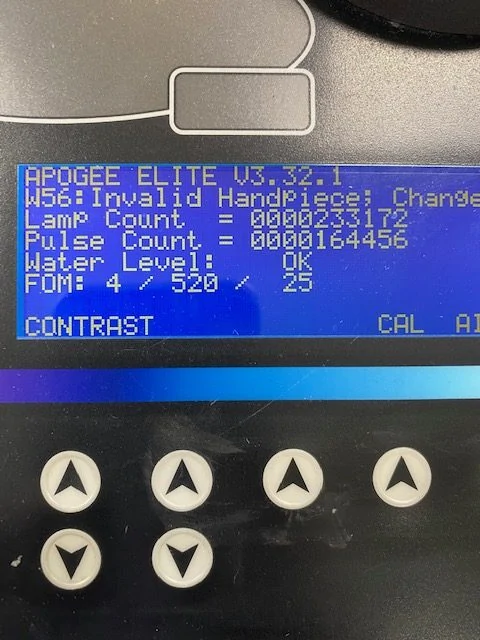 APOGEE ELITE V3.32.1
W56:Invalid Handpiece; Change
Lamp Count = 0000233172
Pulse Count = 0000164456
Water Level: OK
FOM: 4 / 520 / 25
CONTRAST CAL